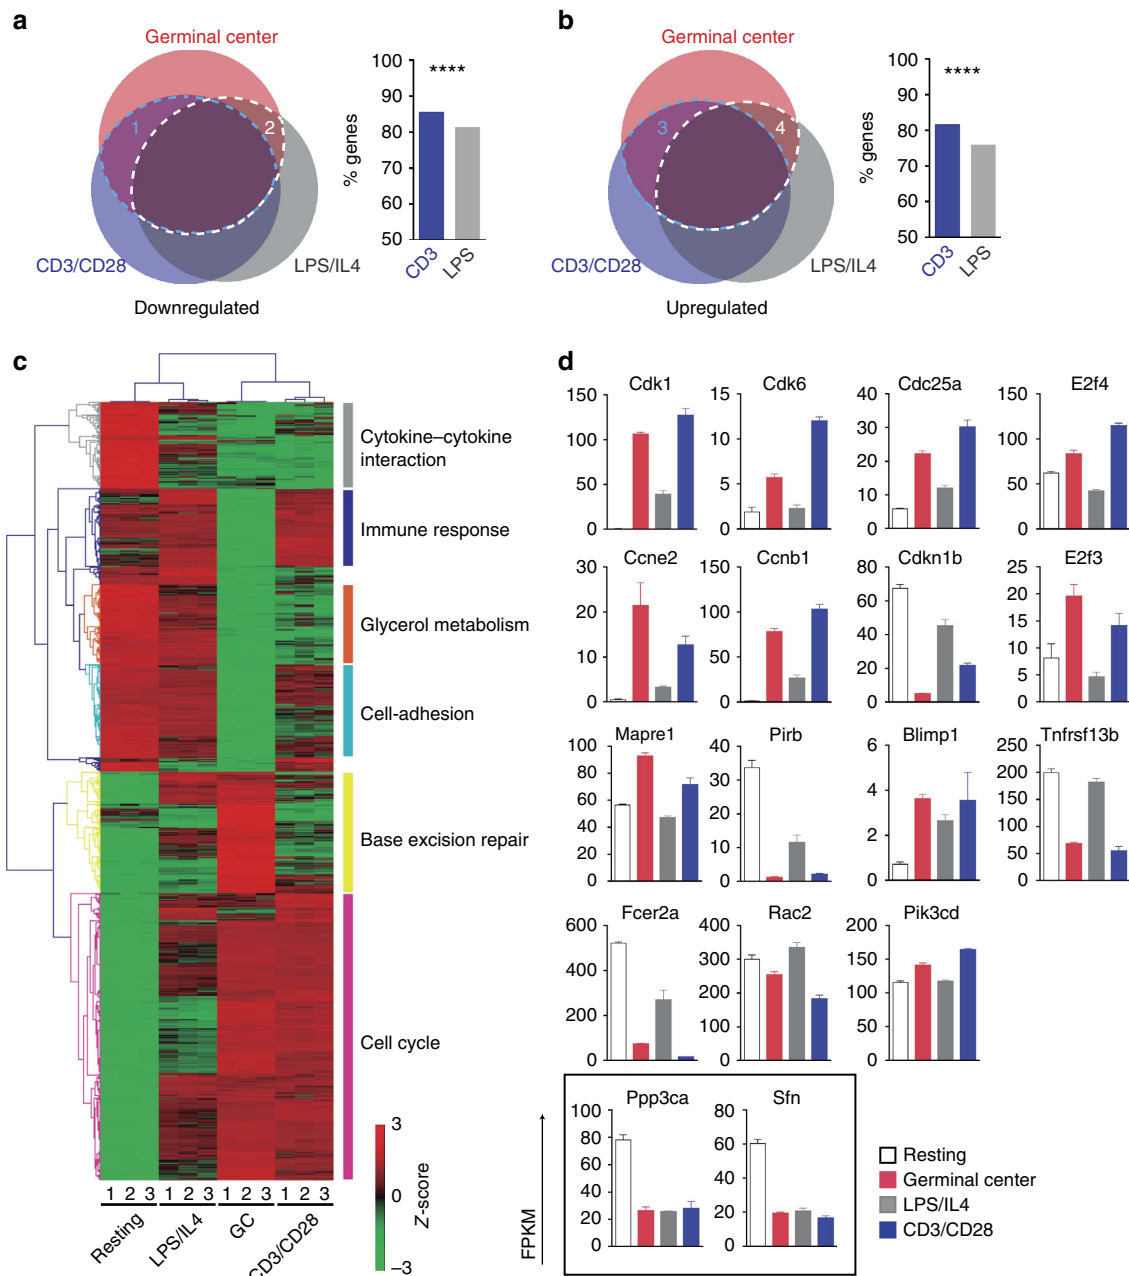 a
Germinal center
1
2
CD3/CD28
LPS/IL4
Downregulated
% genes
100
90
80
70
60
50
****
CD3
LPS
b
Germinal center
3
4
CD3/CD28
LPS/IL4
Upregulated
% genes
100
90
80
70
60
50
****
CD3
LPS
c
Cytokine–cytokine
interaction
Immune response
Glycerol metabolism
Cell-adhesion
Base excision repair
Cell cycle
1 2 3 1 2 3 1 2 3 1 2 3
Resting
LPS/IL4
GC
CD3/CD28
3
0
–3
Z-score
d
Cdk1
150
100
50
0
Cdk6
15
10
5
0
Cdc25a
40
30
20
10
0
E2f4
150
100
50
0
Ccne2
30
20
10
0
Ccnb1
150
100
50
0
Cdkn1b
80
60
40
20
0
E2f3
25
20
15
10
5
0
Mapre1
100
80
60
40
20
0
Pirb
40
30
20
10
0
Blimp1
6
4
2
0
Tnfrsf13b
250
200
150
100
50
0
Fcer2a
600
400
200
0
Rac2
400
300
200
100
0
Pik3cd
200
150
100
50
0
Ppp3ca
100
80
60
40
20
0
Sfn
80
60
40
20
0
FPKM
Resting
Germinal center
LPS/IL4
CD3/CD28